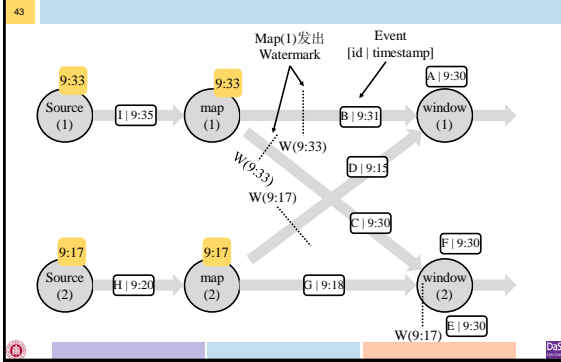 43
Map(1)发出
Watermark
Event
[id | timestamp]
9:33
9:33
A | 9:30
Source
(1)
I | 9:35
map
(1)
B | 9:31
window
(1)
W(9:33)
W(9:33)
D | 9:15
W(9:17)
C | 9:30
9:17
9:17
F | 9:30
Source
(2)
H | 9:20
map
(2)
G | 9:18
window
(2)
W(9:17)
E | 9:30
DaS